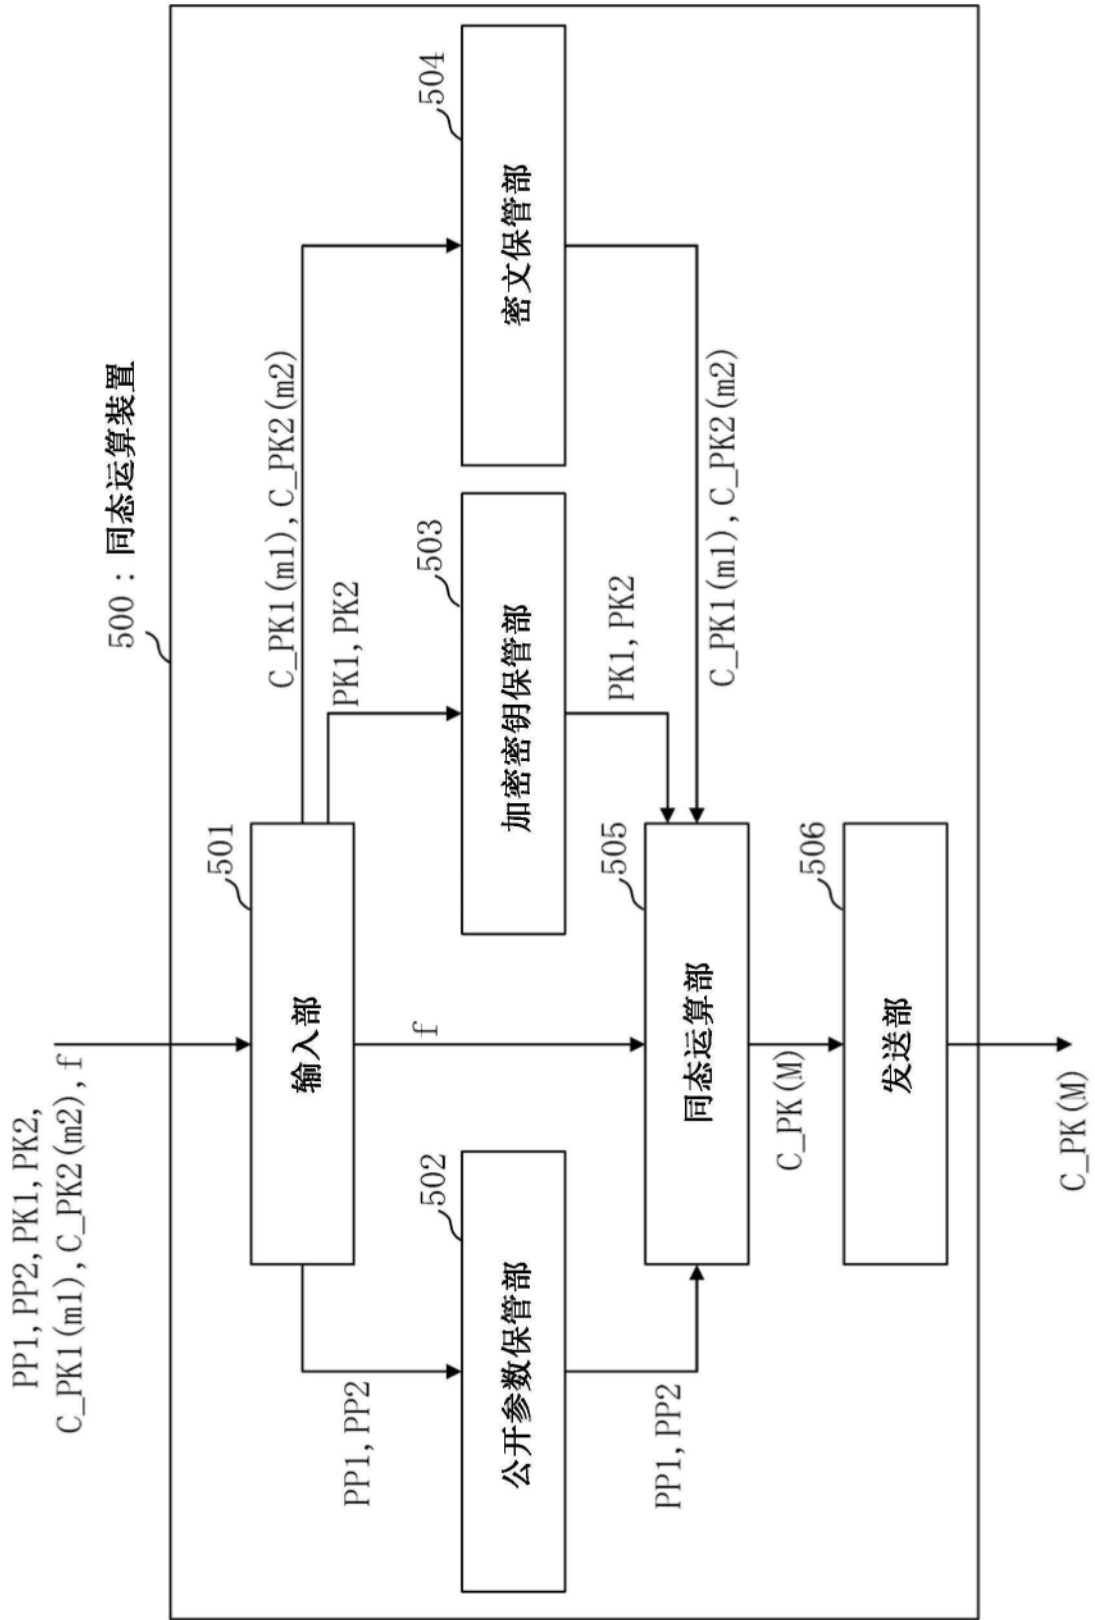 500：同态运算装置
PP1, PP2, PK1, PK2,
C_PK1(m1), C_PK2(m2), f
501
输入部
C_PK1(m1), C_PK2(m2)
PK1, PK2
PP1, PP2
f
502
公开参数保管部
503
加密密钥保管部
504
密文保管部
PP1, PP2
PK1, PK2
C_PK1(m1), C_PK2(m2)
505
同态运算部
C_PK(M)
506
发送部
C_PK(M)